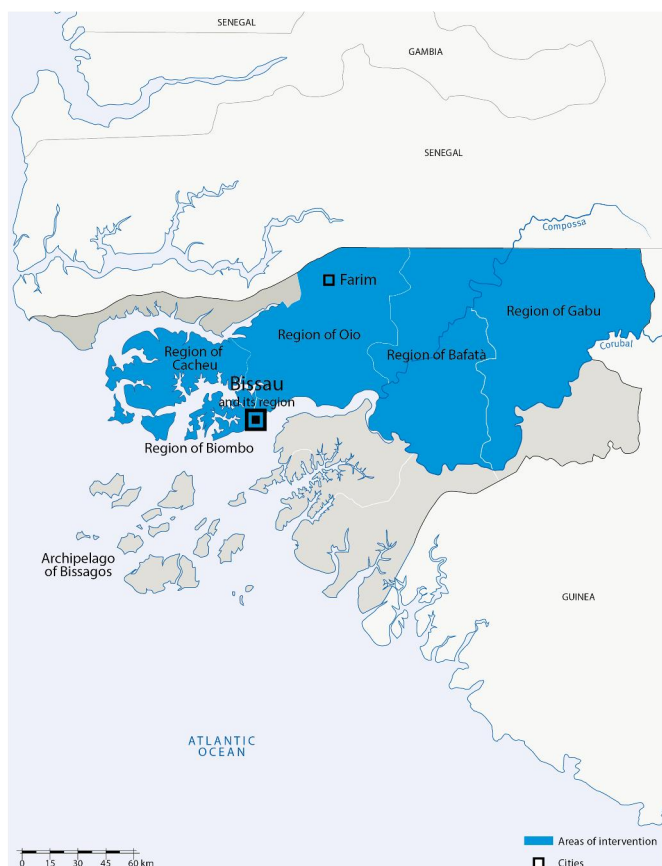 SENEGAL
GAMBIA
SENEGAL
Compossa
Farim
Region of Gabu
Region of Oio
Corubal
Region of Bafatà
Region of
Cacheu
Bissau
and its region
Region of Biombo
Archipelago
of Bissagos
GUINEA
ATLANTIC
OCEAN
0 15 30 45 60 km
Areas of intervention
Cities